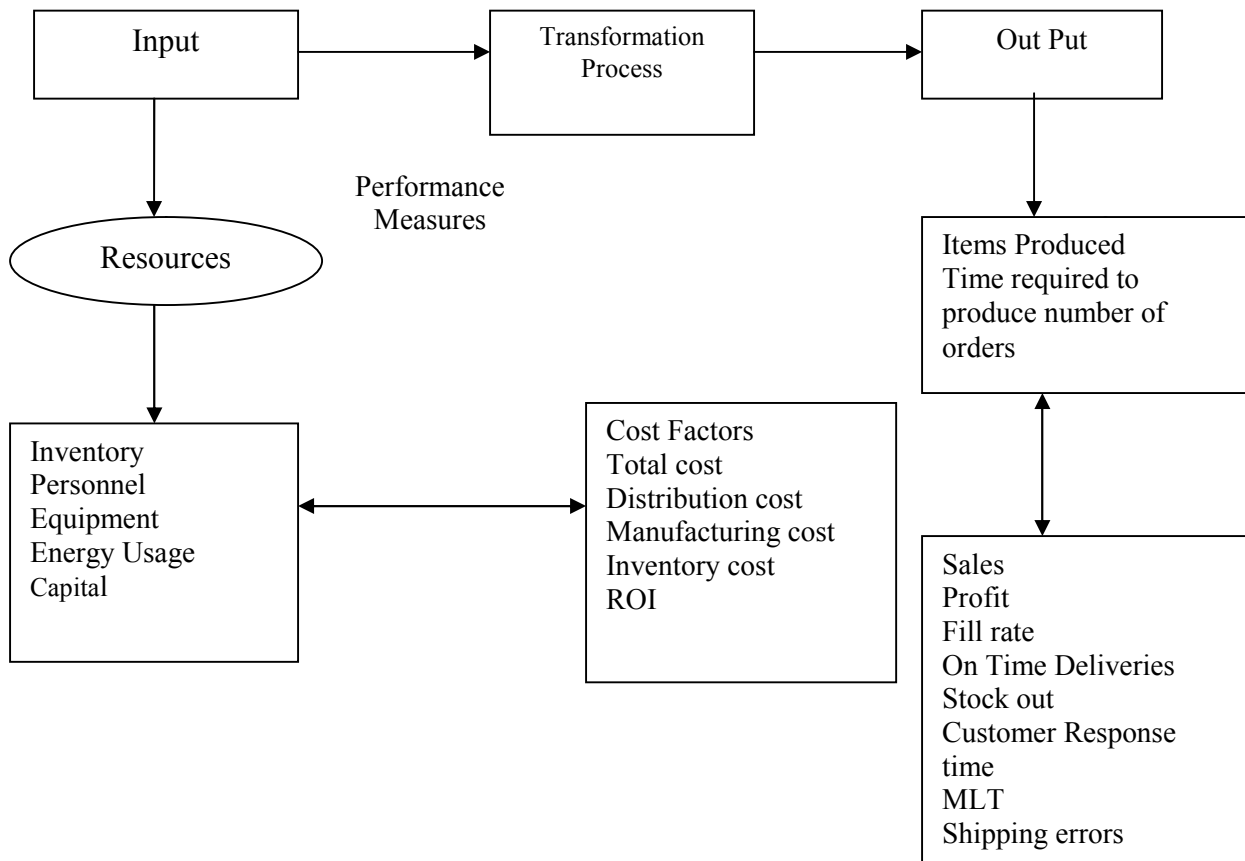 Input
Transformation
Process
Out Put
Performance
Measures
Resources
Items Produced
Time required to
produce number of
orders
Inventory
Personnel
Equipment
Energy Usage
Capital
Cost Factors
Total cost
Distribution cost
Manufacturing cost
Inventory cost
ROI
Sales
Profit
Fill rate
On Time Deliveries
Stock out
Customer Response
time
MLT
Shipping errors